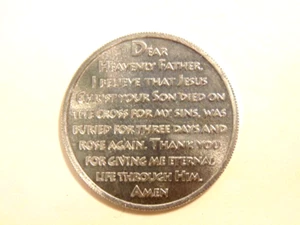 Dear
Heavenly Father,
I believe that Jesus
Christ your Son died on
the cross for my sins, was
buried for three days and
rose again. Thank you
for giving me eternal
life through Him.
Amen